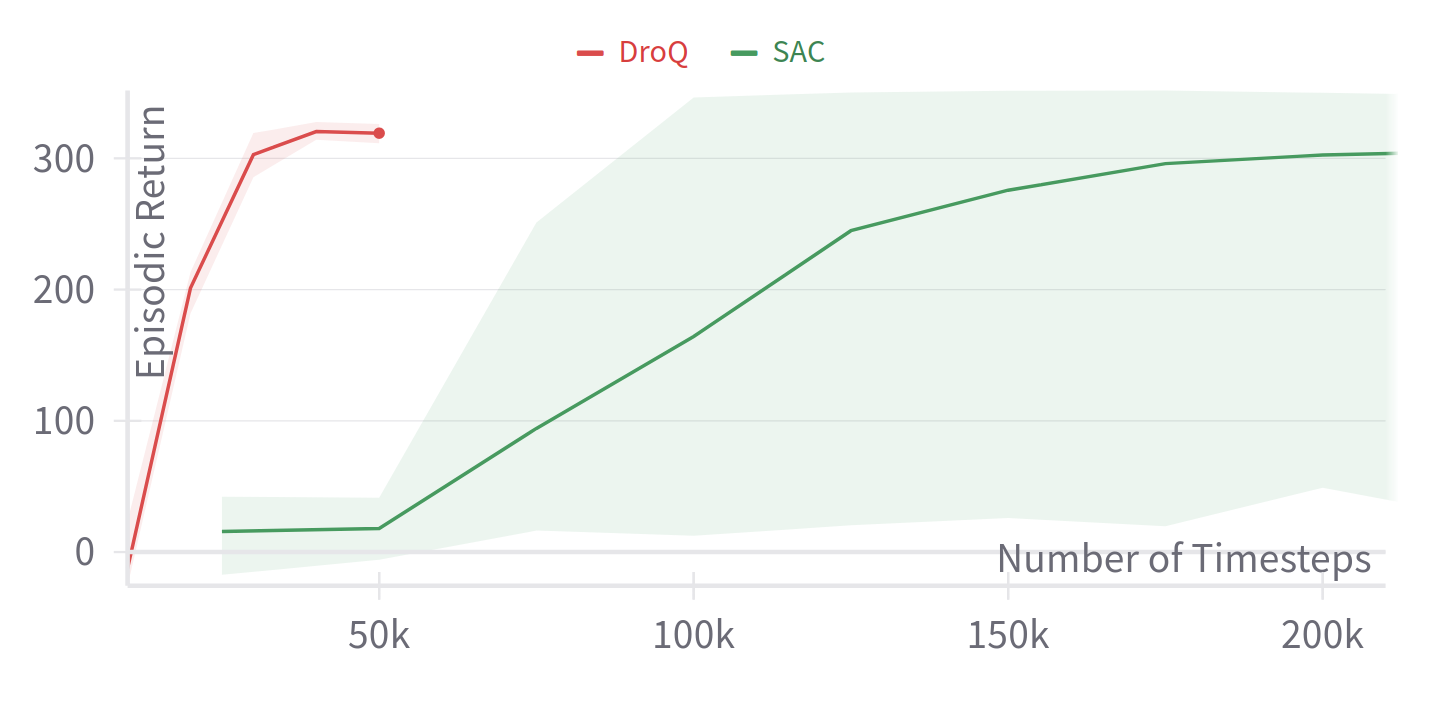 DroQ SAC
Episodic Return
300
200
100
0
Number of Timesteps
50k 100k 150k 200k